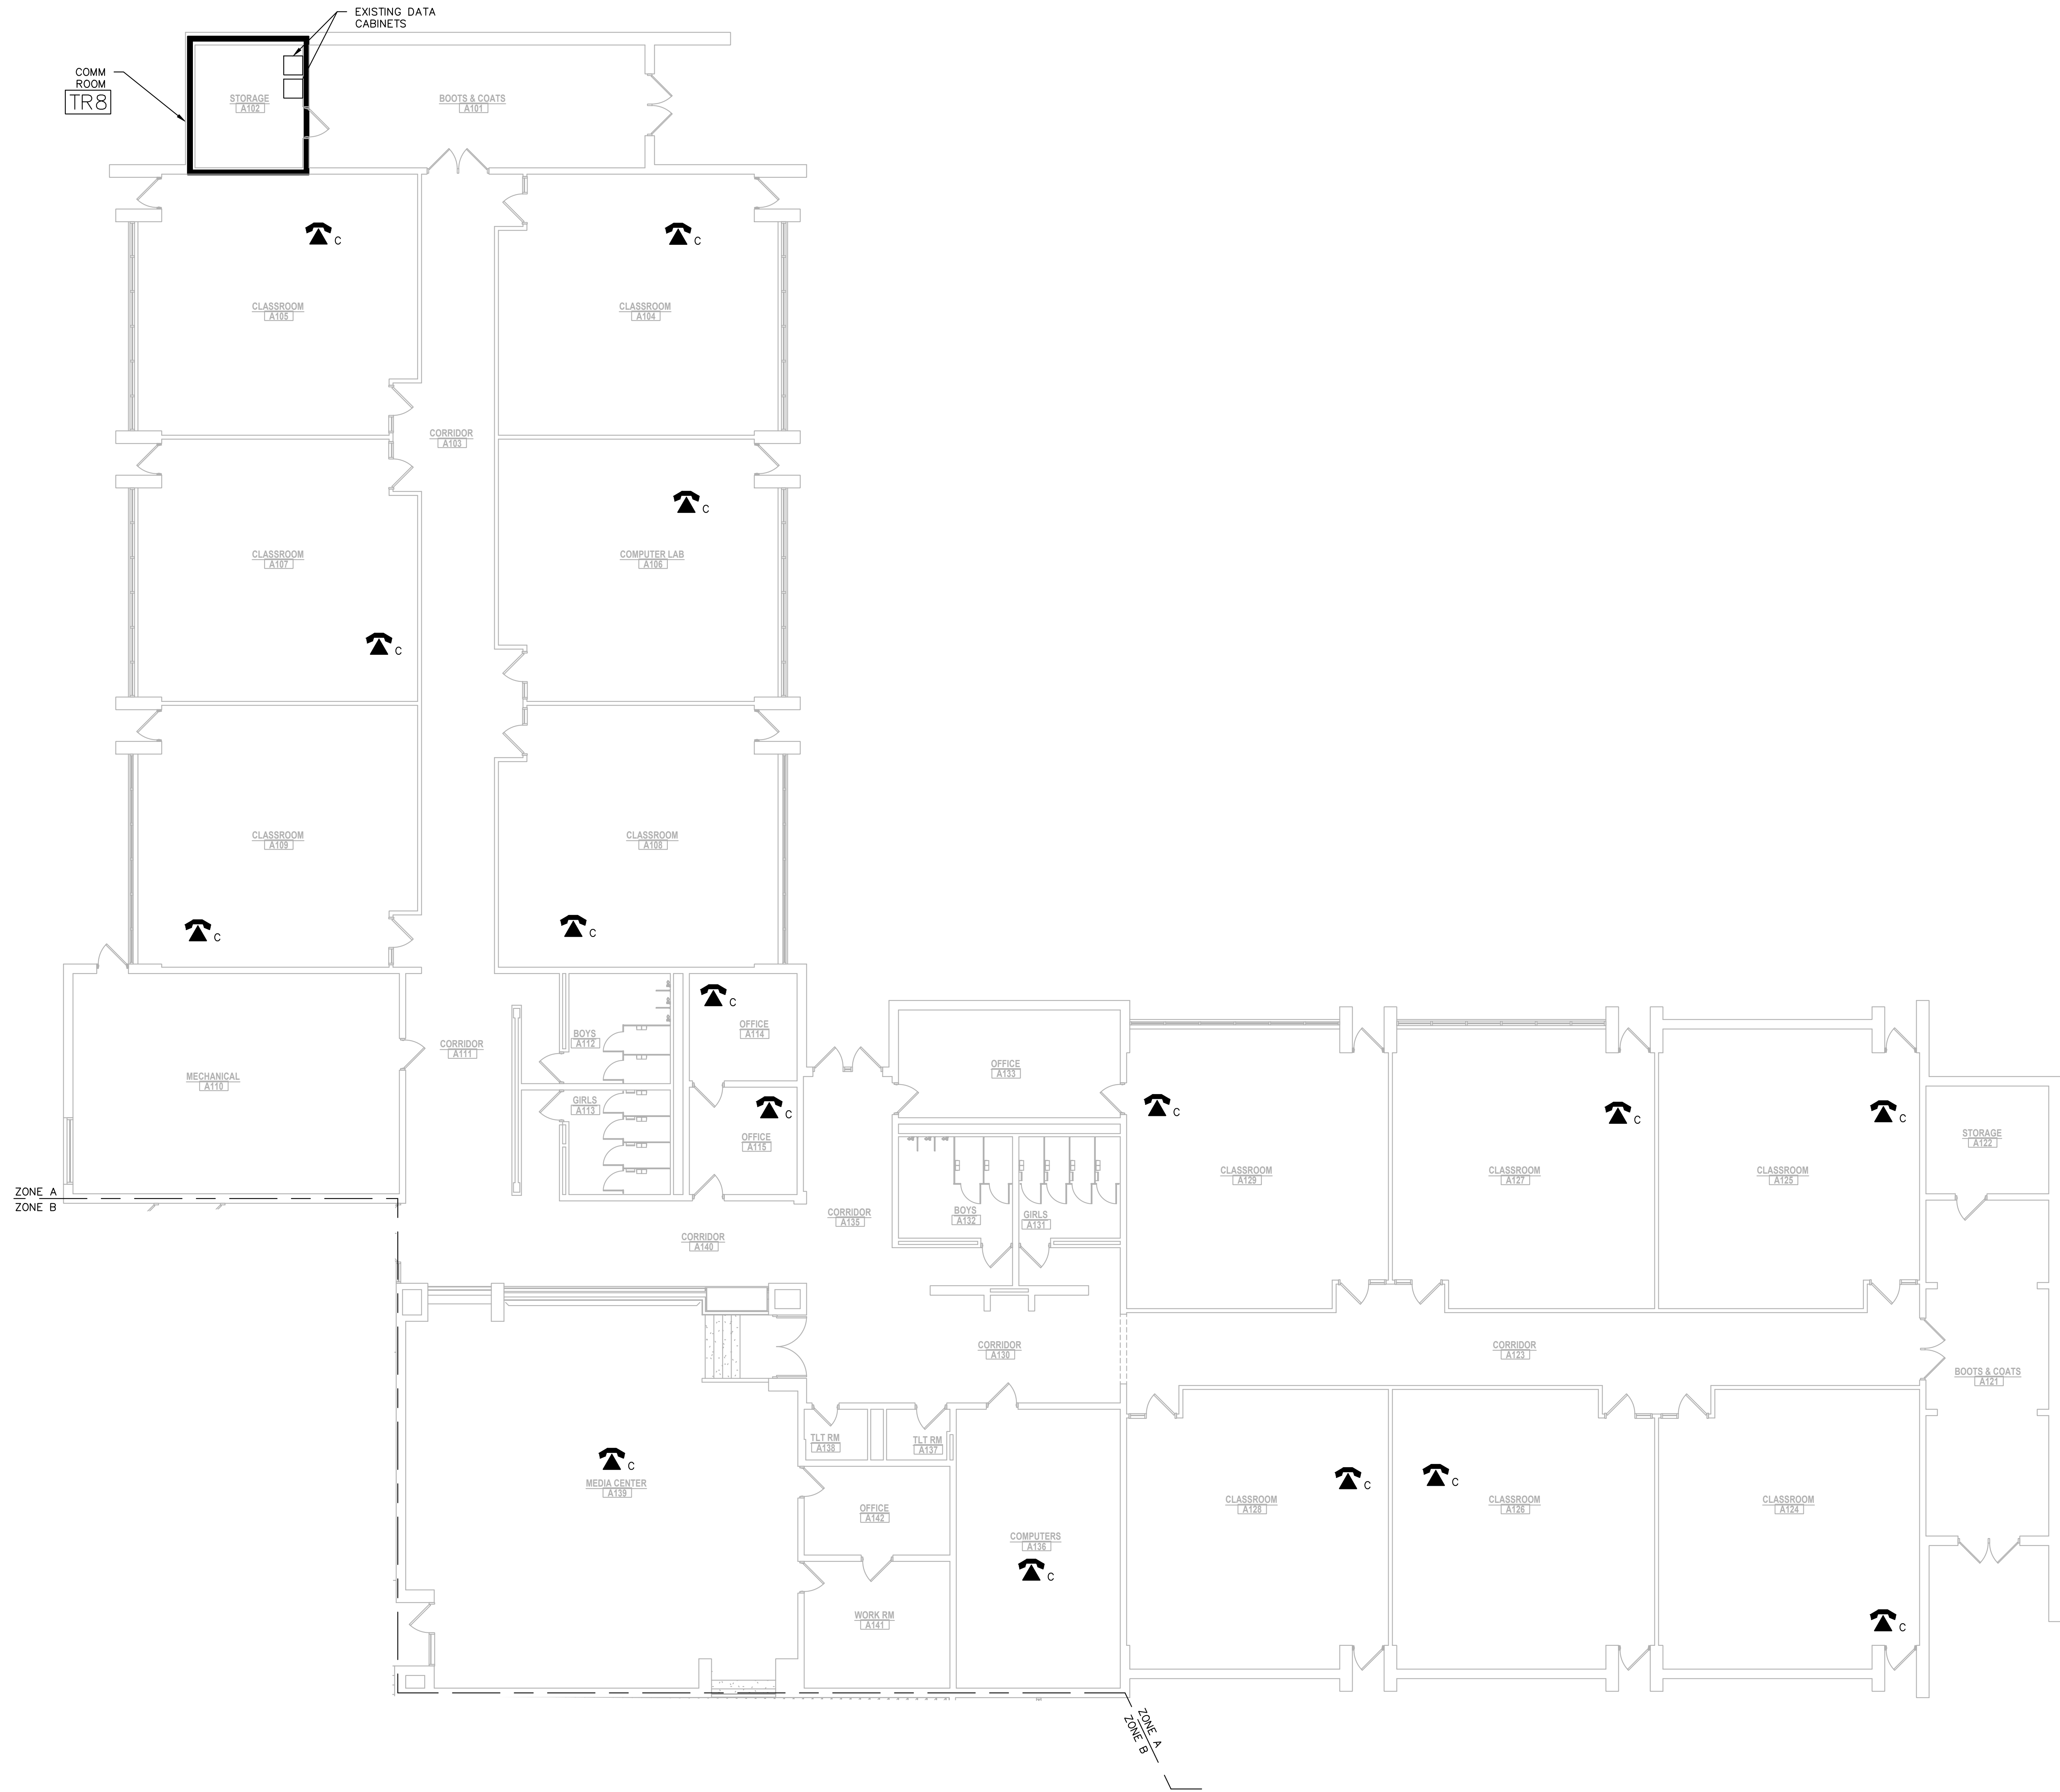 EXISTING DATA
CABINETS
COMM
ROOM
TR8
STORAGE
A102
BOOTS & COATS
A101
C
C
CLASSROOM
A105
CLASSROOM
A104
CORRIDOR
A103
C
CLASSROOM
A107
COMPUTER LAB
A106
C
CLASSROOM
A109
CLASSROOM
A108
C
C
C
BOYS
A112
OFFICE
A114
CORRIDOR
A111
MECHANICAL
A110
GIRLS
A113
C
OFFICE
A115
OFFICE
A133
C
C
C
STORAGE
A122
CLASSROOM
A129
CLASSROOM
A127
CLASSROOM
A125
ZONE A
ZONE B
CORRIDOR
A140
CORRIDOR
A135
BOYS
A132
GIRLS
A131
CORRIDOR
A130
CORRIDOR
A123
BOOTS & COATS
A121
TLT RM
A138
TLT RM
A137
C
MEDIA CENTER
A139
C
C
OFFICE
A142
CLASSROOM
A128
CLASSROOM
A126
CLASSROOM
A124
COMPUTERS
A136
C
WORK RM
A141
C
ZONE A
ZONE B